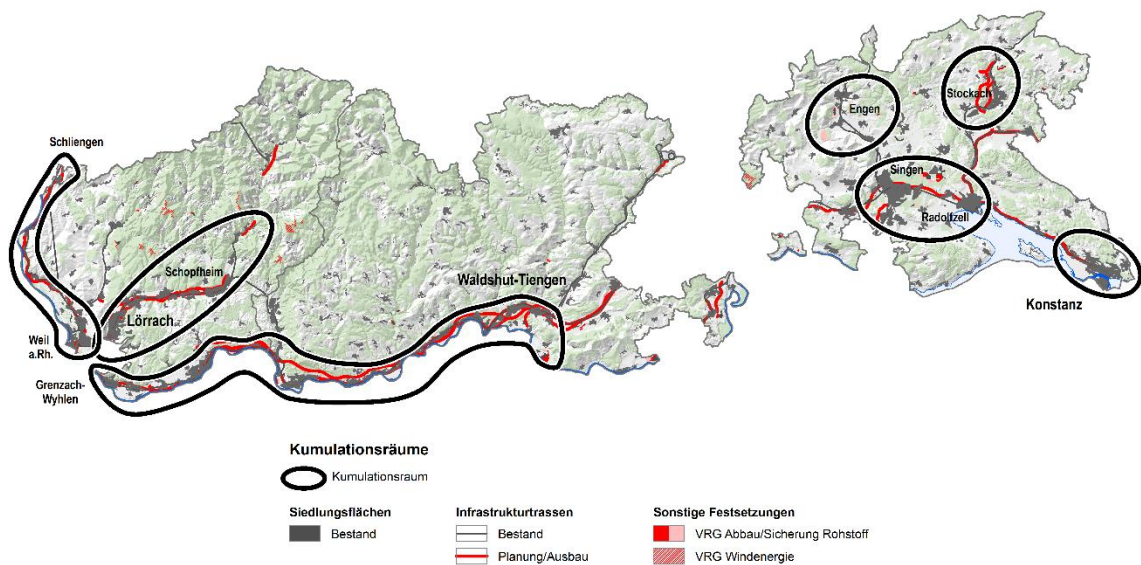 Schliengen
Schopfheim
Lörrach
Weil
a.Rh.
Grenzach-
Wyhlen
Waldshut-Tiengen
Engen
Stockach
Singen
Radolfzell
Konstanz
Kumulationsräume
Kumulationsraum
Siedlungsflächen
Bestand
Infrastrukturtrassen
Bestand
Planung/Ausbau
Sonstige Festsetzungen
VRG Abbau/Sicherung Rohstoff
VRG Windenergie